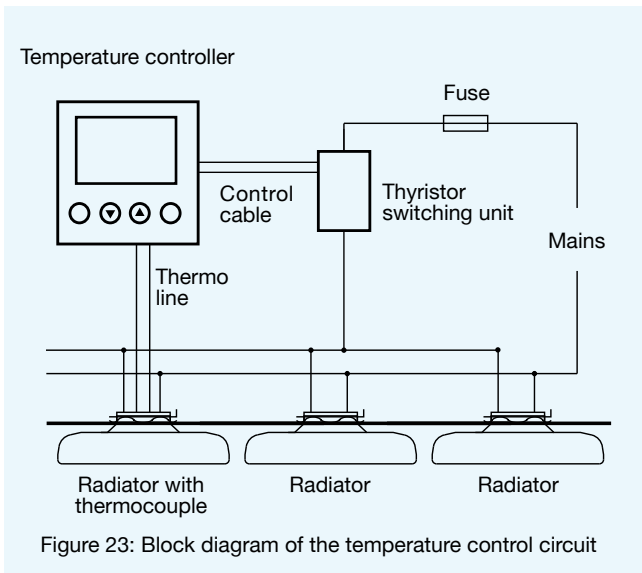 Temperature controller
Fuse
Control
cable
Thyristor
switching unit
Mains
Thermo
line
Radiator with
thermocouple
Radiator
Radiator
Figure 23: Block diagram of the temperature control circuit